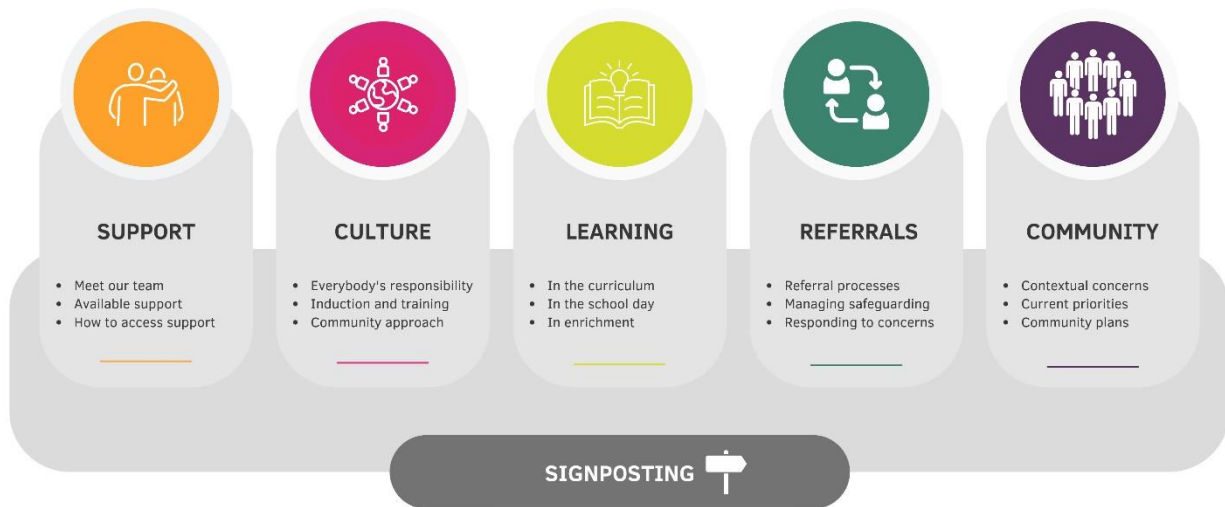 SUPPORT
• Meet our team
• Available support
• How to access support
CULTURE
• Everybody's responsibility
• Induction and training
• Community approach
LEARNING
• In the curriculum
• In the school day
• In enrichment
REFERRALS
• Referral processes
• Managing safeguarding
• Responding to concerns
COMMUNITY
• Contextual concerns
• Current priorities
• Community plans
SIGNPOSTING